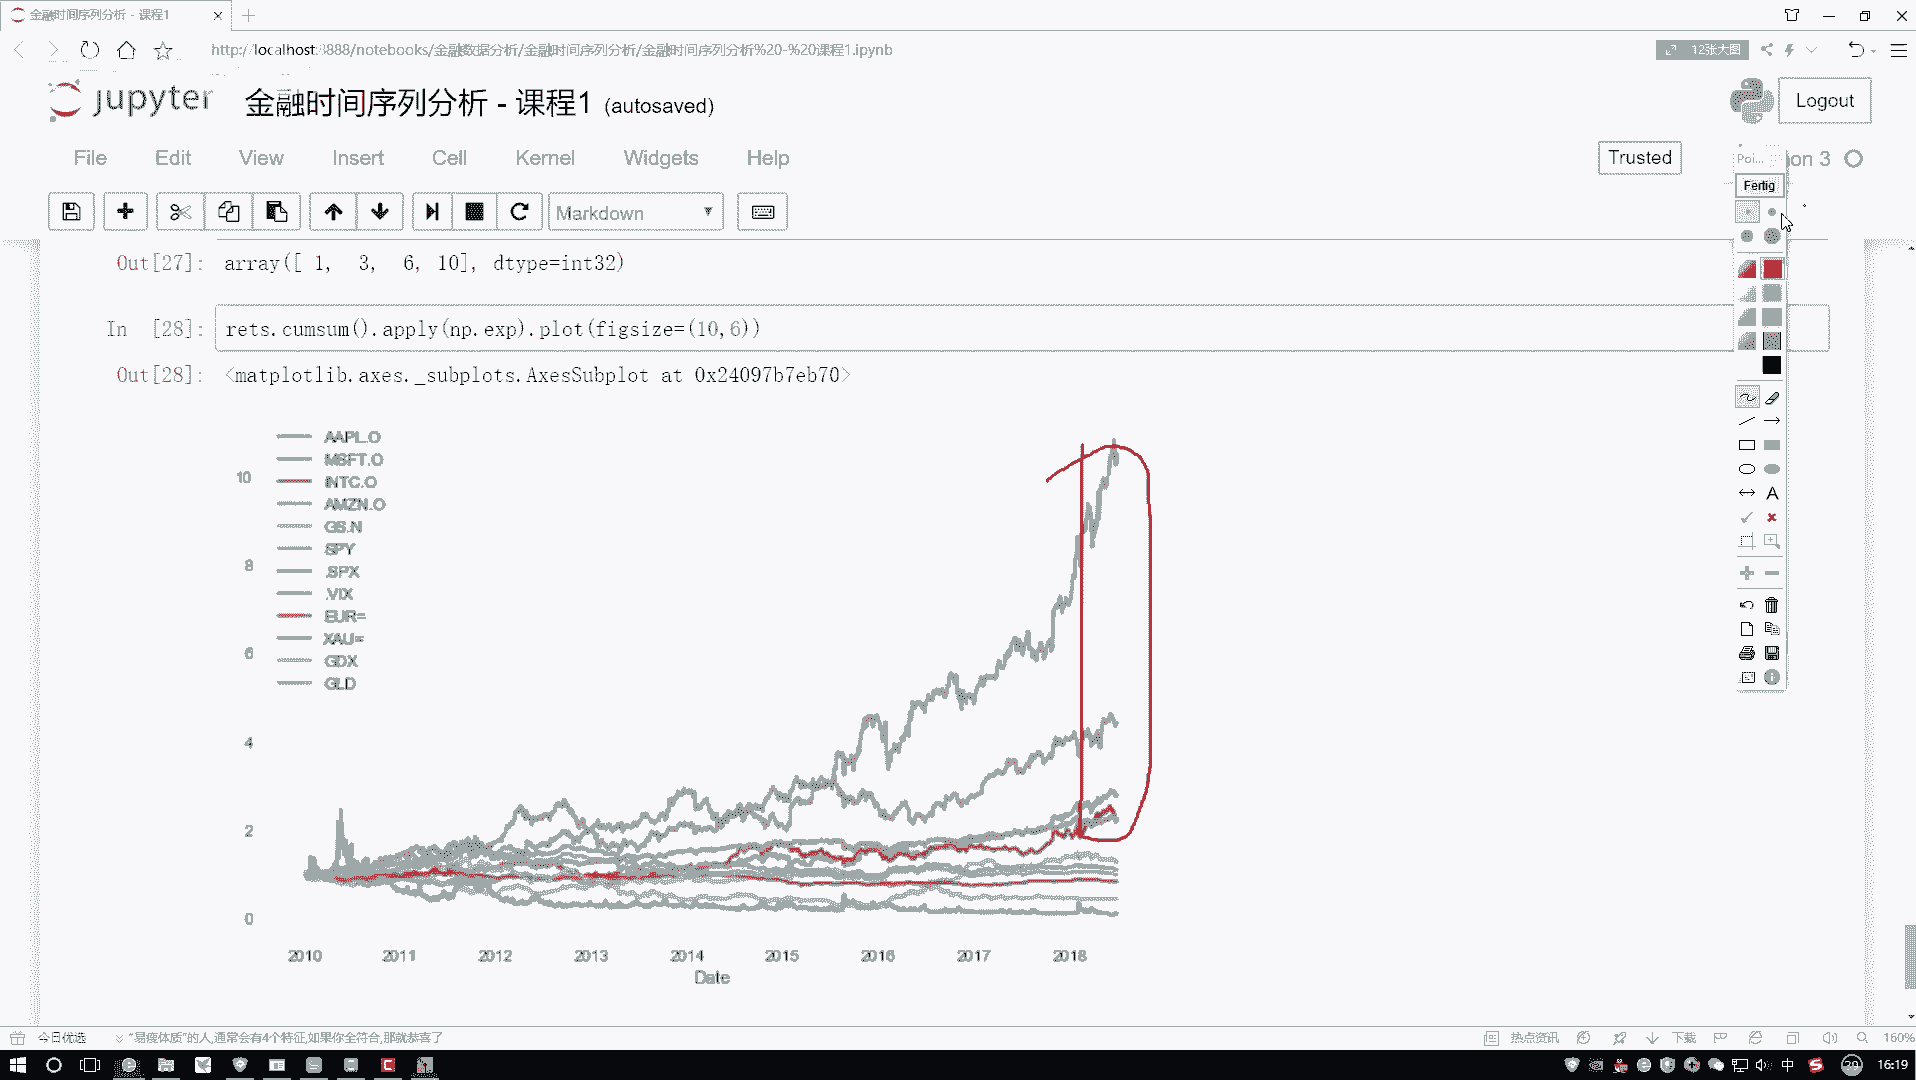 金融时间序列分析 - 课程1
http://localhost:8888/notebooks/金融数据分析/金融时间序列分析/金融时间序列分析%20-%20课程1.ipynb
12张大图
jupyter 金融时间序列分析 - 课程1 (autosaved)
Logout
File Edit View Insert Cell Kernel Widgets Help
Trusted
Poi... on 3
Fertig
Markdown
Out[27]: array([ 1, 3, 6, 10], dtype=int32)
In [28]: rets.cumsum().apply(np.exp).plot(figsize=(10,6))
Out[28]: <matplotlib.axes._subplots.AxesSubplot at 0x24097b7eb70>
AAPL.O
MSFT.O
INTC.O
AMZN.O
GS.N
SPY
.SPX
.VIX
EUR=
XAU=
GDX
GLD
10
8
6
4
2
0
2010 2011 2012 2013 2014 2015 2016 2017 2018
Date
A
今日优选 "易瘦体质"的人,通常会有4个特征,如果你全符合,那就恭喜了
热点资讯 下载 160%
中 29 16:19